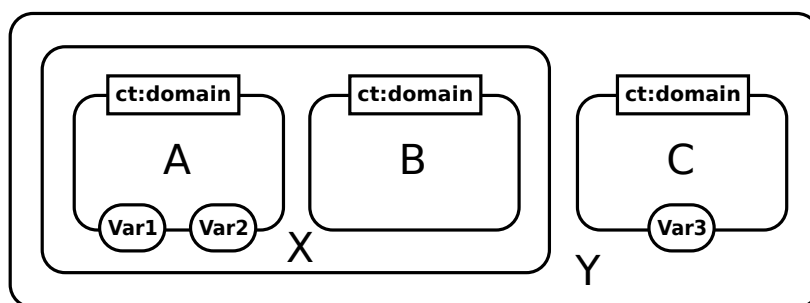 ct:domain ct:domain ct:domain
A B C
Var1 Var2 Var3
X
Y